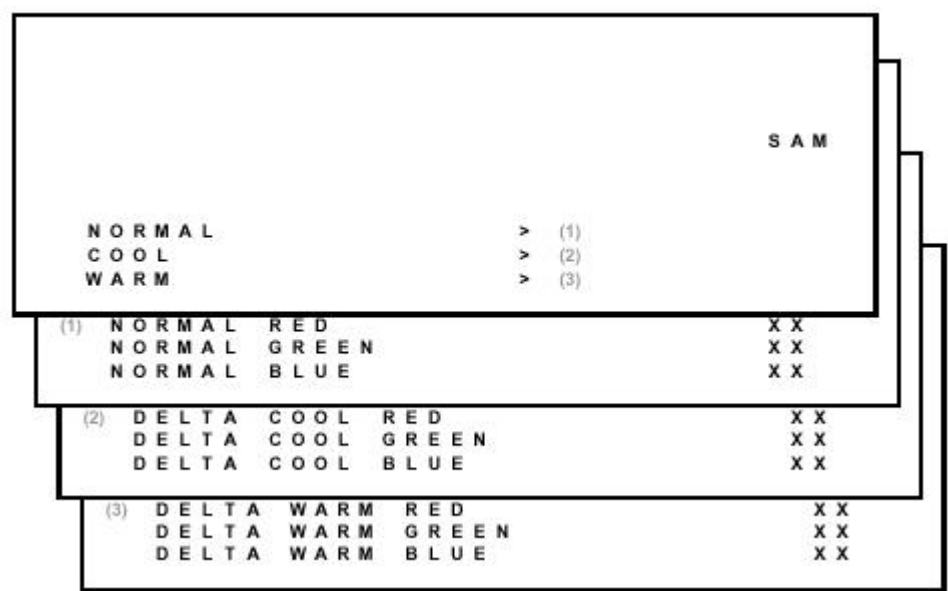 SAM
NORMAL > (1)
COOL > (2)
WARM > (3)
(1) NORMAL RED XX
NORMAL GREEN XX
NORMAL BLUE XX
(2) DELTA COOL RED XX
DELTA COOL GREEN XX
DELTA COOL BLUE XX
(3) DELTA WARM RED XX
DELTA WARM GREEN XX
DELTA WARM BLUE XX